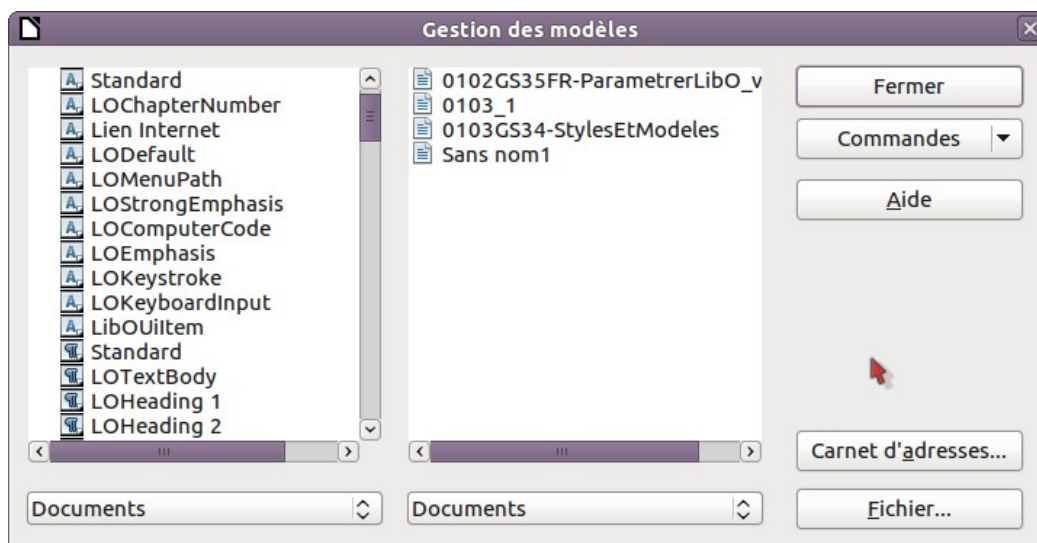 Gestion des modèles
Standard
LOChapterNumber
Lien Internet
LODefault
LOMenuPath
LOStrongEmphasis
LOComputerCode
LOEmphasis
LOKeystroke
LOKeyboardInput
LibOUiItem
Standard
LOTextBody
LOHeading 1
LOHeading 2
Documents
0102GS35FR-ParametrerLibO_v
0103_1
0103GS34-StylesEtModeles
Sans nom1
Documents
Fermer
Commandes
Aide
Carnet d'adresses...
Fichier...